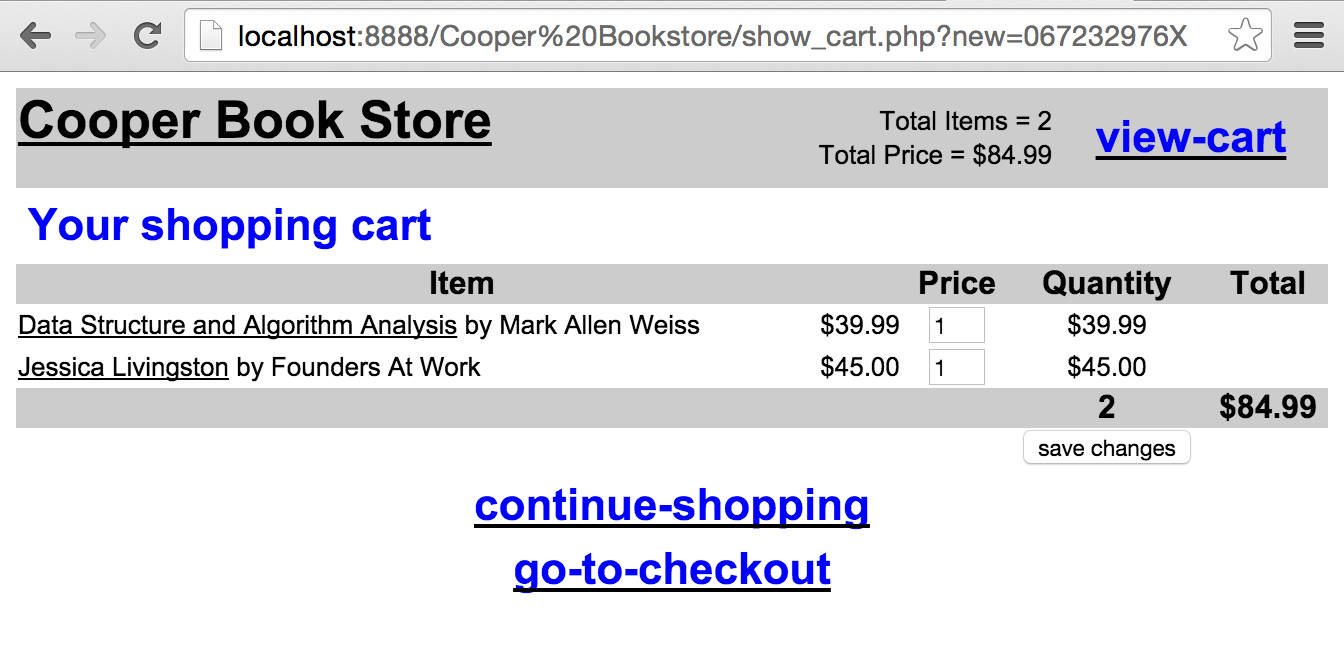 localhost:8888/Cooper%20Bookstore/show_cart.php?new=067232976X
Cooper Book Store
Total Items = 2
Total Price = $84.99
view-cart
Your shopping cart
Item Price Quantity Total
Data Structure and Algorithm Analysis by Mark Allen Weiss $39.99 1 $39.99
Jessica Livingston by Founders At Work $45.00 1 $45.00
2 $84.99
save changes
continue-shopping
go-to-checkout